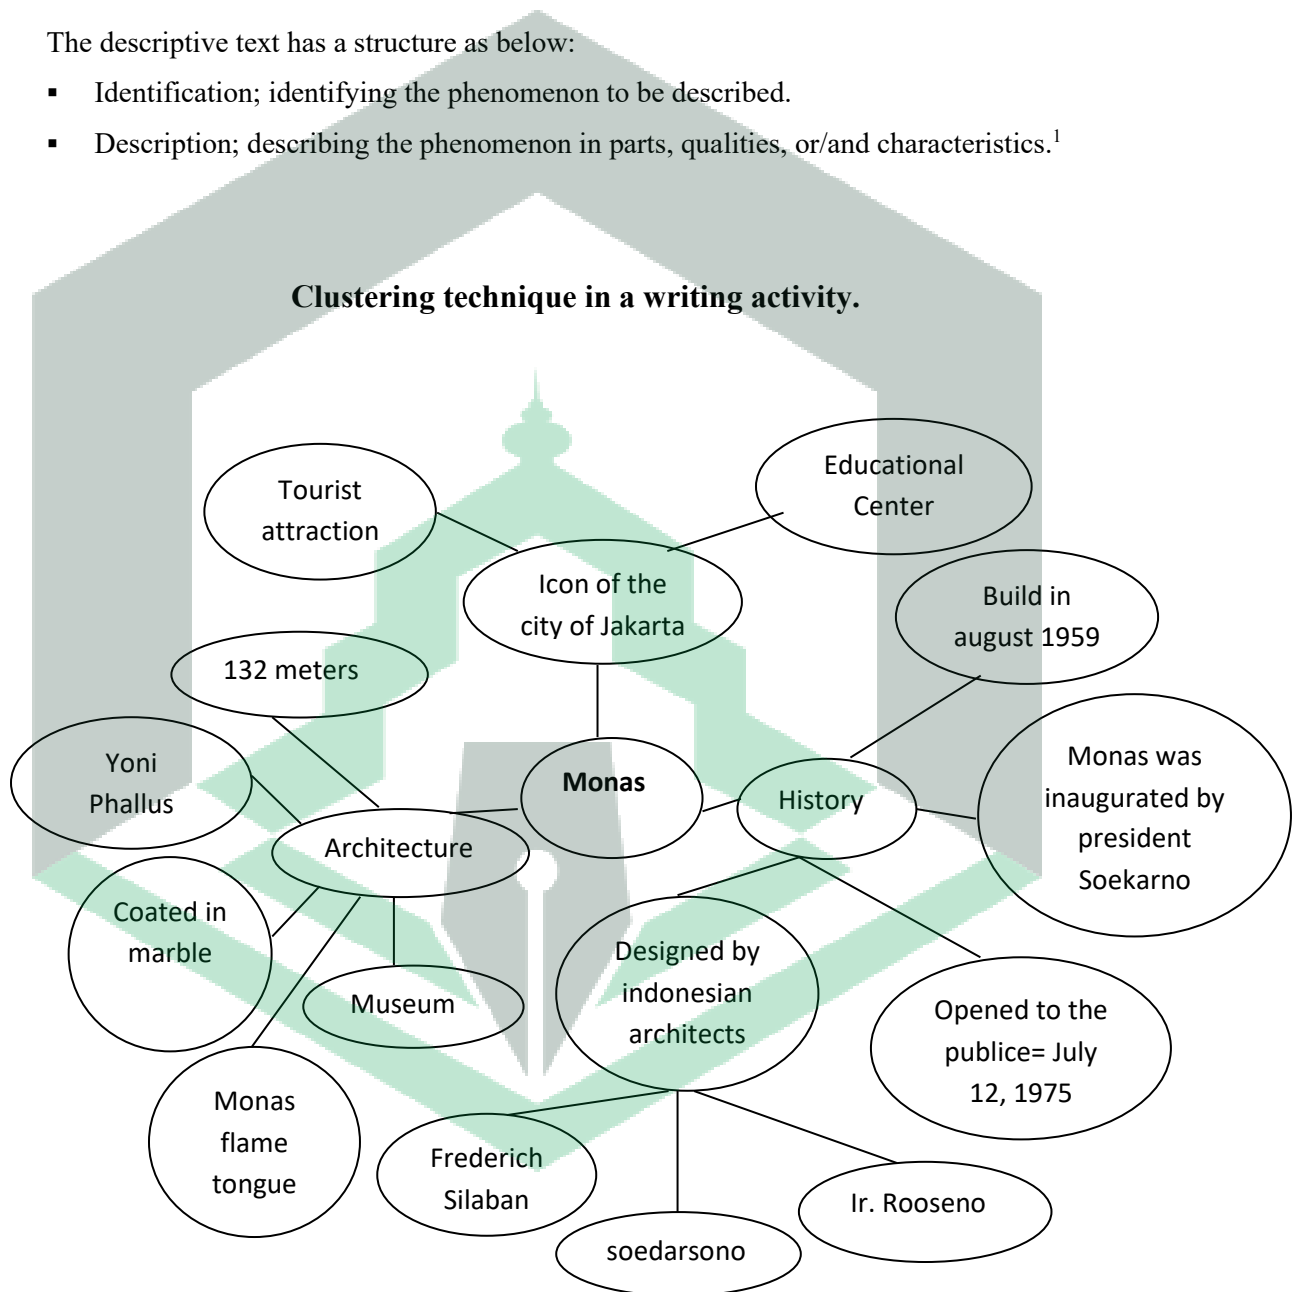 The descriptive text has a structure as below:
▪ Identification; identifying the phenomenon to be described.
▪ Description; describing the phenomenon in parts, qualities, or/and characteristics.1
Clustering technique in a writing activity.
Tourist
attraction
Educational
Center
Icon of the
city of Jakarta
Build in
august 1959
132 meters
Yoni
Phallus
Monas
History
Monas was
inaugurated by
president
Soekarno
Architecture
Coated in
marble
Museum
Designed by
indonesian
architects
Opened to the
publice= July
12, 1975
Monas
flame
tongue
Frederich
Silaban
soedarsono
Ir. Rooseno